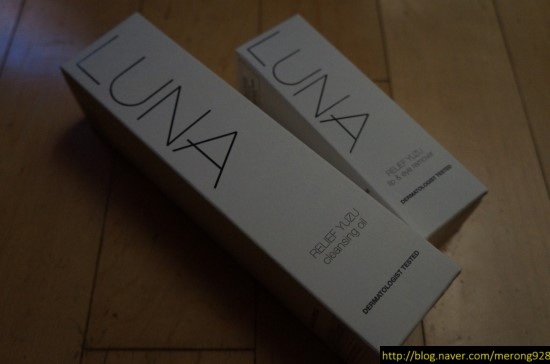 LUNA
RELIEF YUZU
cleansing oil
DERMATOLOGIST TESTED
LUNA
RELIEF YUZU
lip & eye remover
DERMATOLOGIST TESTED
http://blog.naver.com/merong928